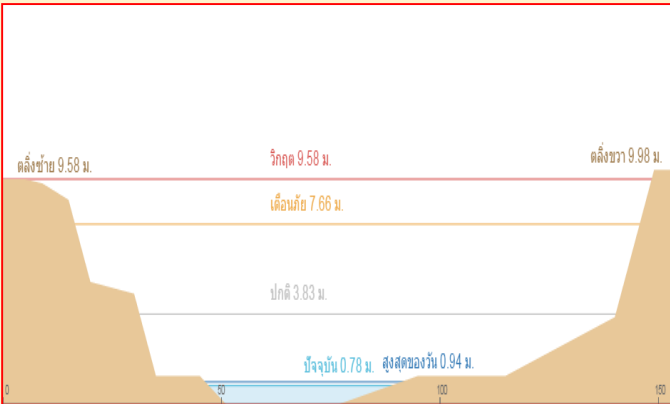 วิกฤต 9.58 ม.
ตลิ่งขวา 9.98 ม.
ตลิ่งซ้าย 9.58 ม.
เตือนภัย 7.66 ม.
ปกติ 3.83 ม.
ปัจจุบัน 0.78 ม.
สูงสุดของวัน 0.94 ม.
0 50 100 150